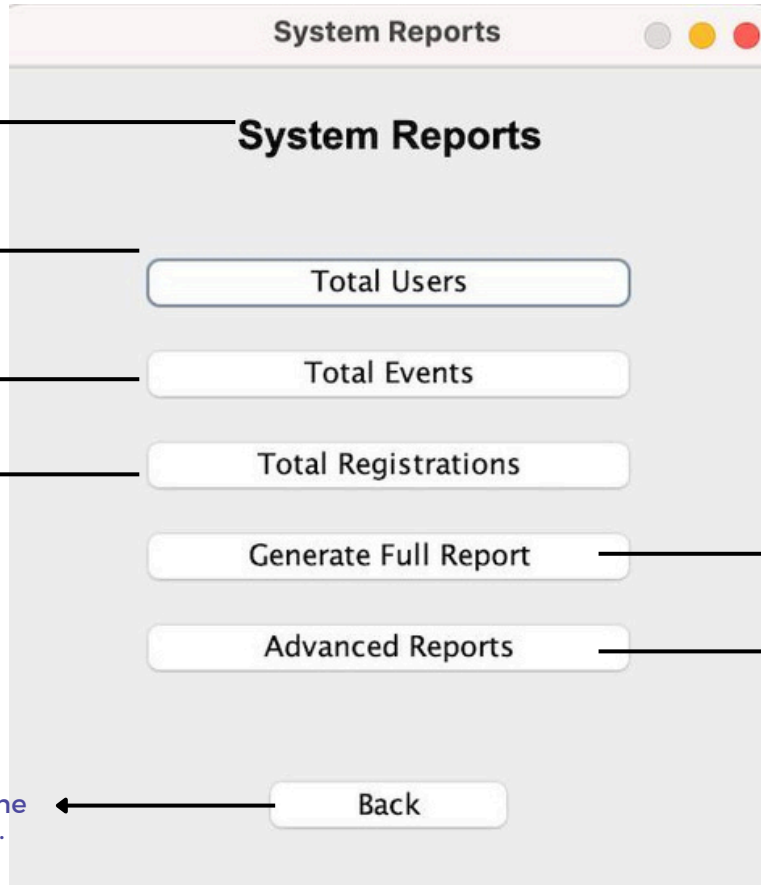 System Reports
System Reports
Total Users
Total Events
Total Registrations
Generate Full Report
Advanced Reports
Back
.